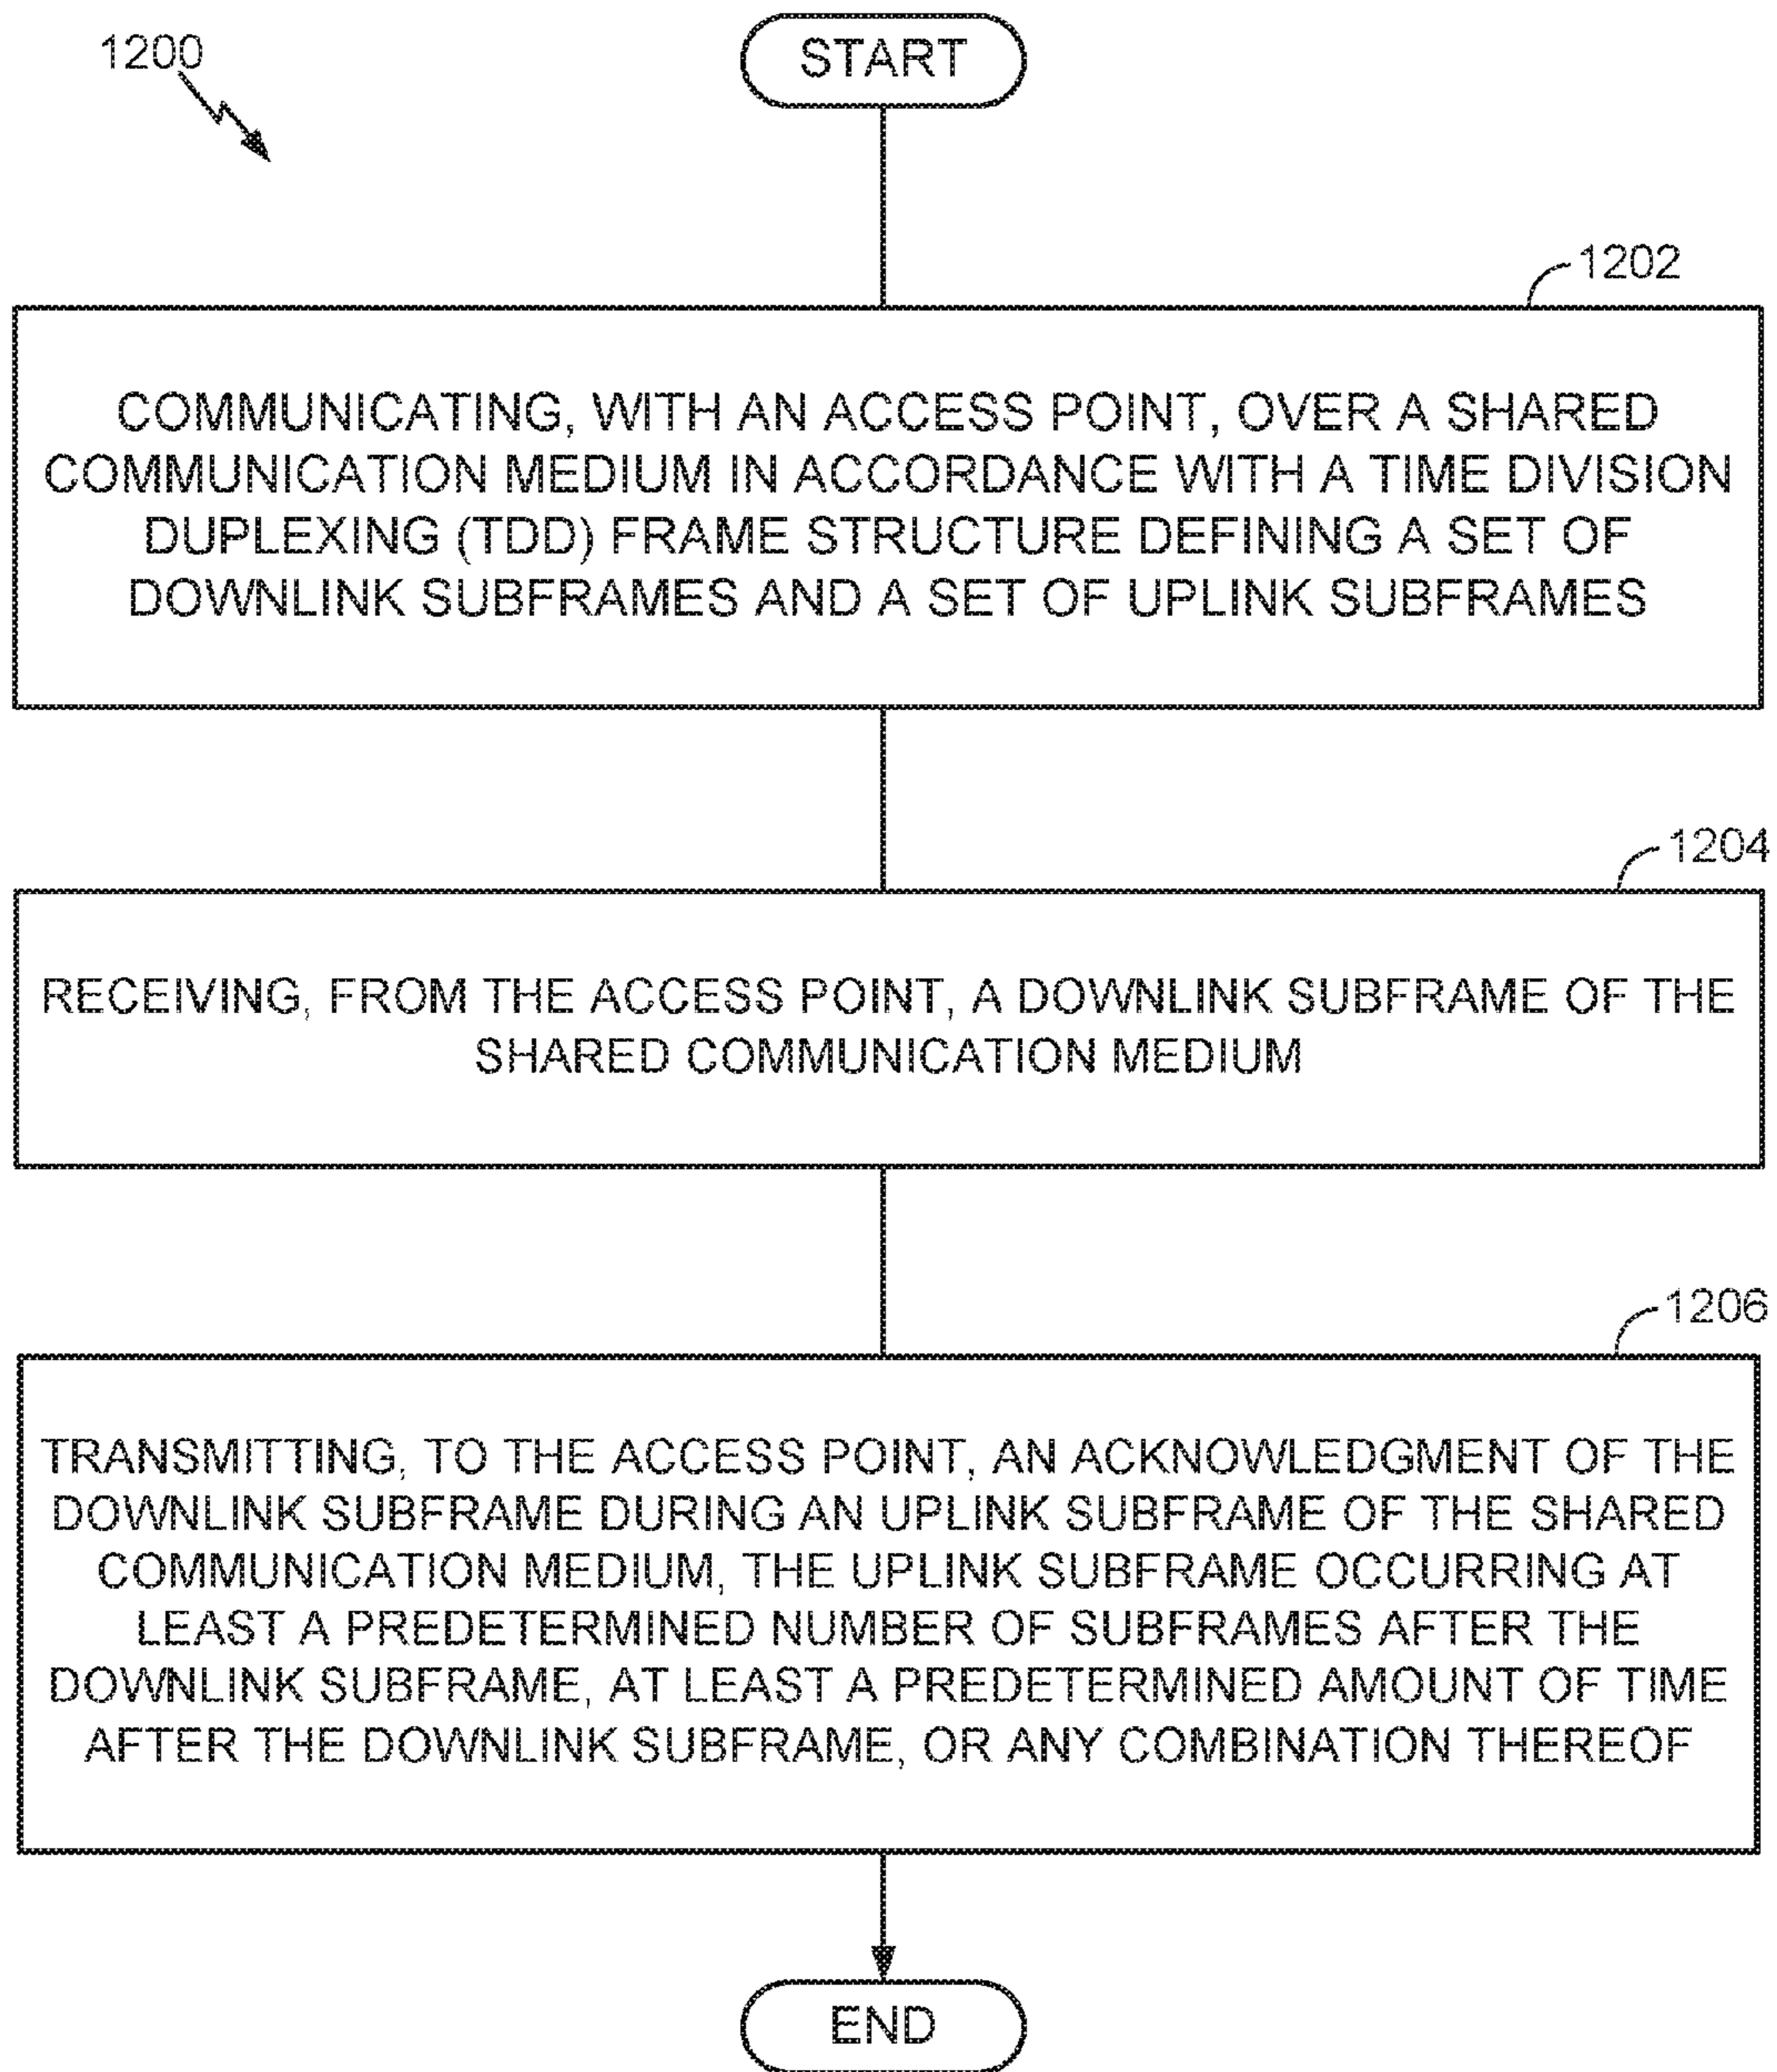 1200
START
1202
COMMUNICATING, WITH AN ACCESS POINT, OVER A SHARED
COMMUNICATION MEDIUM IN ACCORDANCE WITH A TIME DIVISION
DUPLEXING (TDD) FRAME STRUCTURE DEFINING A SET OF
DOWNLINK SUBFRAMES AND A SET OF UPLINK SUBFRAMES
1204
RECEIVING, FROM THE ACCESS POINT, A DOWNLINK SUBFRAME OF THE
SHARED COMMUNICATION MEDIUM
1206
TRANSMITTING, TO THE ACCESS POINT, AN ACKNOWLEDGMENT OF THE
DOWNLINK SUBFRAME DURING AN UPLINK SUBFRAME OF THE SHARED
COMMUNICATION MEDIUM, THE UPLINK SUBFRAME OCCURRING AT
LEAST A PREDETERMINED NUMBER OF SUBFRAMES AFTER THE
DOWNLINK SUBFRAME, AT LEAST A PREDETERMINED AMOUNT OF TIME
AFTER THE DOWNLINK SUBFRAME, OR ANY COMBINATION THEREOF
END